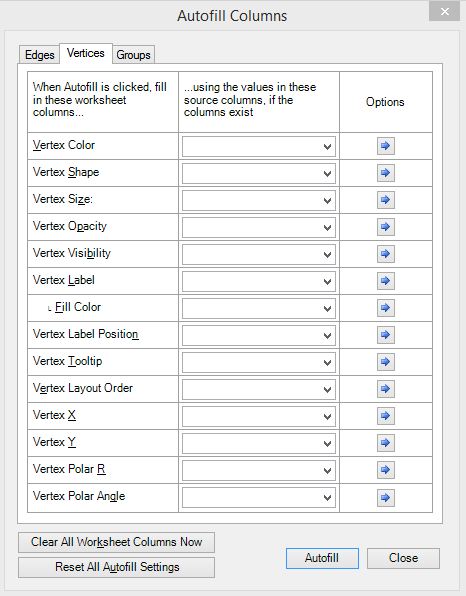 Autofill Columns
Edges Vertices Groups
When Autofill is clicked, fill
in these worksheet
columns...
...using the values in these
source columns, if the
columns exist
Options
Vertex Color
Vertex Shape
Vertex Size:
Vertex Opacity
Vertex Visibility
Vertex Label
Fill Color
Vertex Label Position
Vertex Tooltip
Vertex Layout Order
Vertex X
Vertex Y
Vertex Polar R
Vertex Polar Angle
Clear All Worksheet Columns Now
Reset All Autofill Settings
Autofill
Close